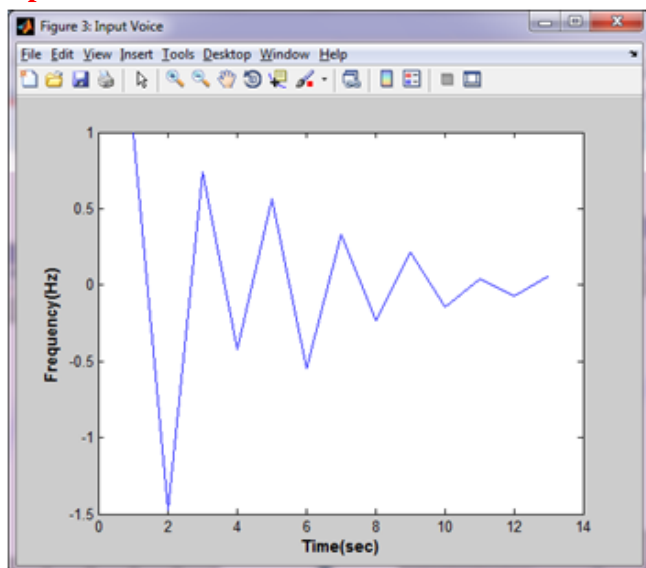 Figure 3: Input Voice
File Edit View Insert Tools Desktop Window Help
1
0.5
0
-0.5
-1
-1.5
0 2 4 6 8 10 12 14
Frequency(Hz)
Time(sec)